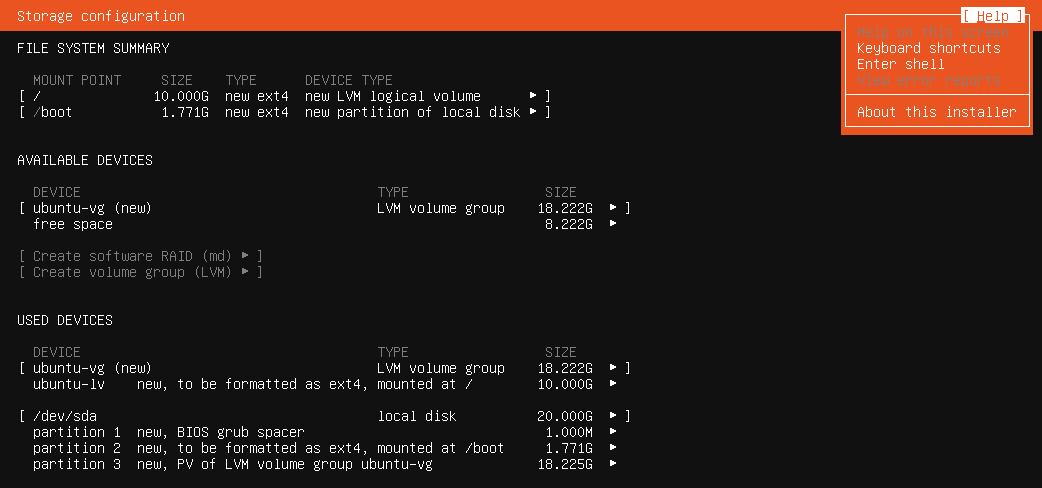 Storage configuration
[ Help ]
Help on this screen
Keyboard shortcuts
Enter shell
View error reports
About this installer
FILE SYSTEM SUMMARY
MOUNT POINT SIZE TYPE DEVICE TYPE
[ / 10.000G new ext4 new LVM logical volume ▸ ]
[ /boot 1.771G new ext4 new partition of local disk ▸ ]
AVAILABLE DEVICES
DEVICE TYPE SIZE
[ ubuntu-vg (new) LVM volume group 18.222G ▸ ]
free space 8.222G ▸
[ Create software RAID (md) ▸ ]
[ Create volume group (LVM) ▸ ]
USED DEVICES
DEVICE TYPE SIZE
[ ubuntu-vg (new) LVM volume group 18.222G ▸ ]
ubuntu-lv new, to be formatted as ext4, mounted at / 10.000G ▸
[ /dev/sda local disk 20.000G ▸ ]
partition 1 new, BIOS grub spacer 1.000M ▸
partition 2 new, to be formatted as ext4, mounted at /boot 1.771G ▸
partition 3 new, PV of LVM volume group ubuntu-vg 18.225G ▸